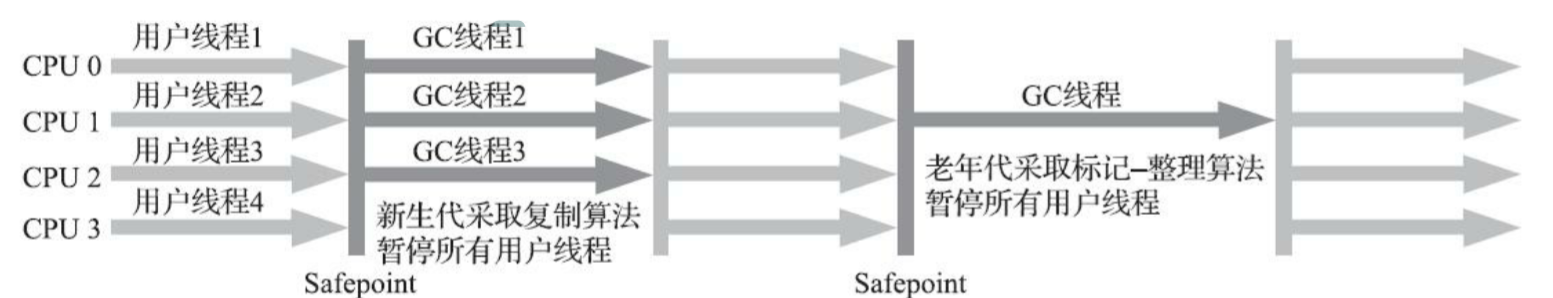 用户线程1
CPU 0
用户线程2
CPU 1
用户线程3
CPU 2
用户线程4
CPU 3
GC线程1
GC线程2
GC线程3
新生代采取复制算法
暂停所有用户线程
Safepoint
GC线程
老年代采取标记–整理算法
暂停所有用户线程
Safepoint